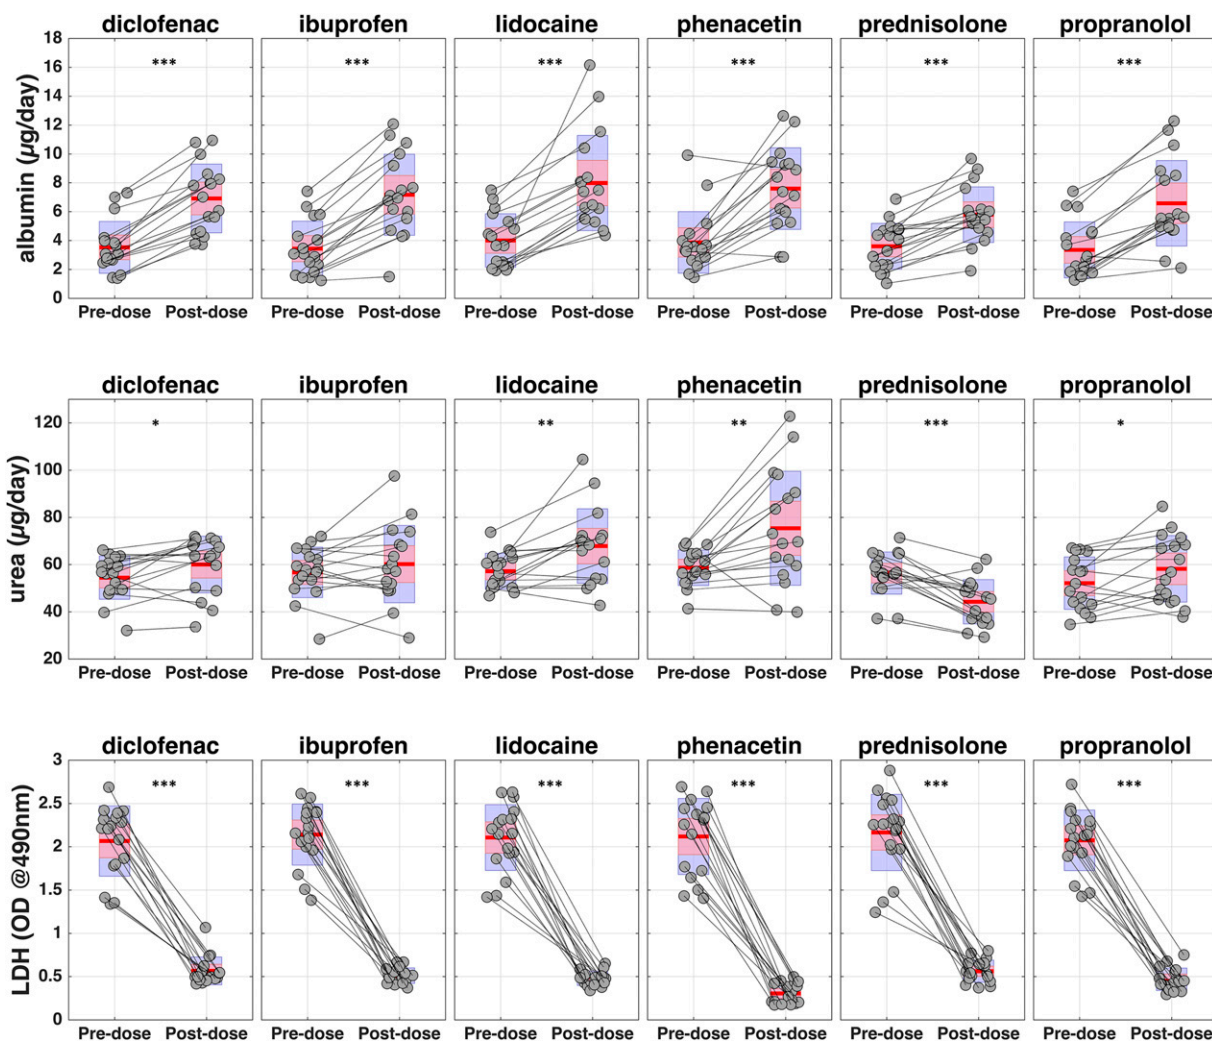 diclofenac ibuprofen lidocaine phenacetin prednisolone propranolol
albumin (µg/day)
18
*** *** *** *** *** ***
16
14
12
10
8
6
4
2
0
Pre-dose Post-dose Pre-dose Post-dose Pre-dose Post-dose Pre-dose Post-dose Pre-dose Post-dose Pre-dose Post-dose
diclofenac ibuprofen lidocaine phenacetin prednisolone propranolol
urea (µg/day)
120
* ** ** *** *
100
80
60
40
20
Pre-dose Post-dose Pre-dose Post-dose Pre-dose Post-dose Pre-dose Post-dose Pre-dose Post-dose Pre-dose Post-dose
diclofenac ibuprofen lidocaine phenacetin prednisolone propranolol
LDH (OD @490nm)
3
*** *** *** *** *** ***
2.5
2
1.5
1
0.5
0
Pre-dose Post-dose Pre-dose Post-dose Pre-dose Post-dose Pre-dose Post-dose Pre-dose Post-dose Pre-dose Post-dose